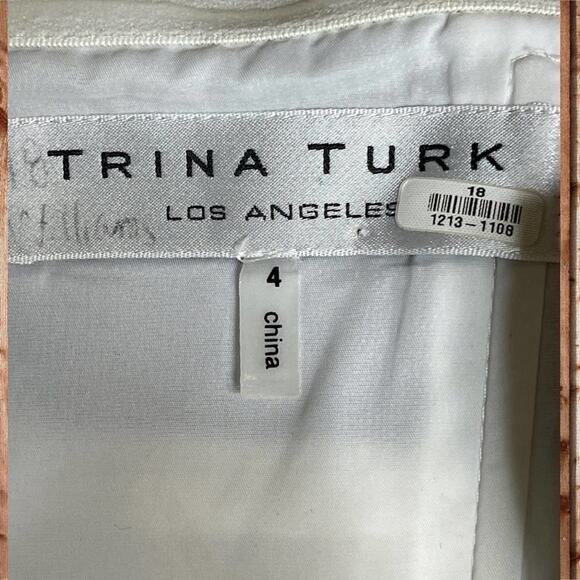 TRINA TURK
LOS ANGELES
18
1213-1108
4
china